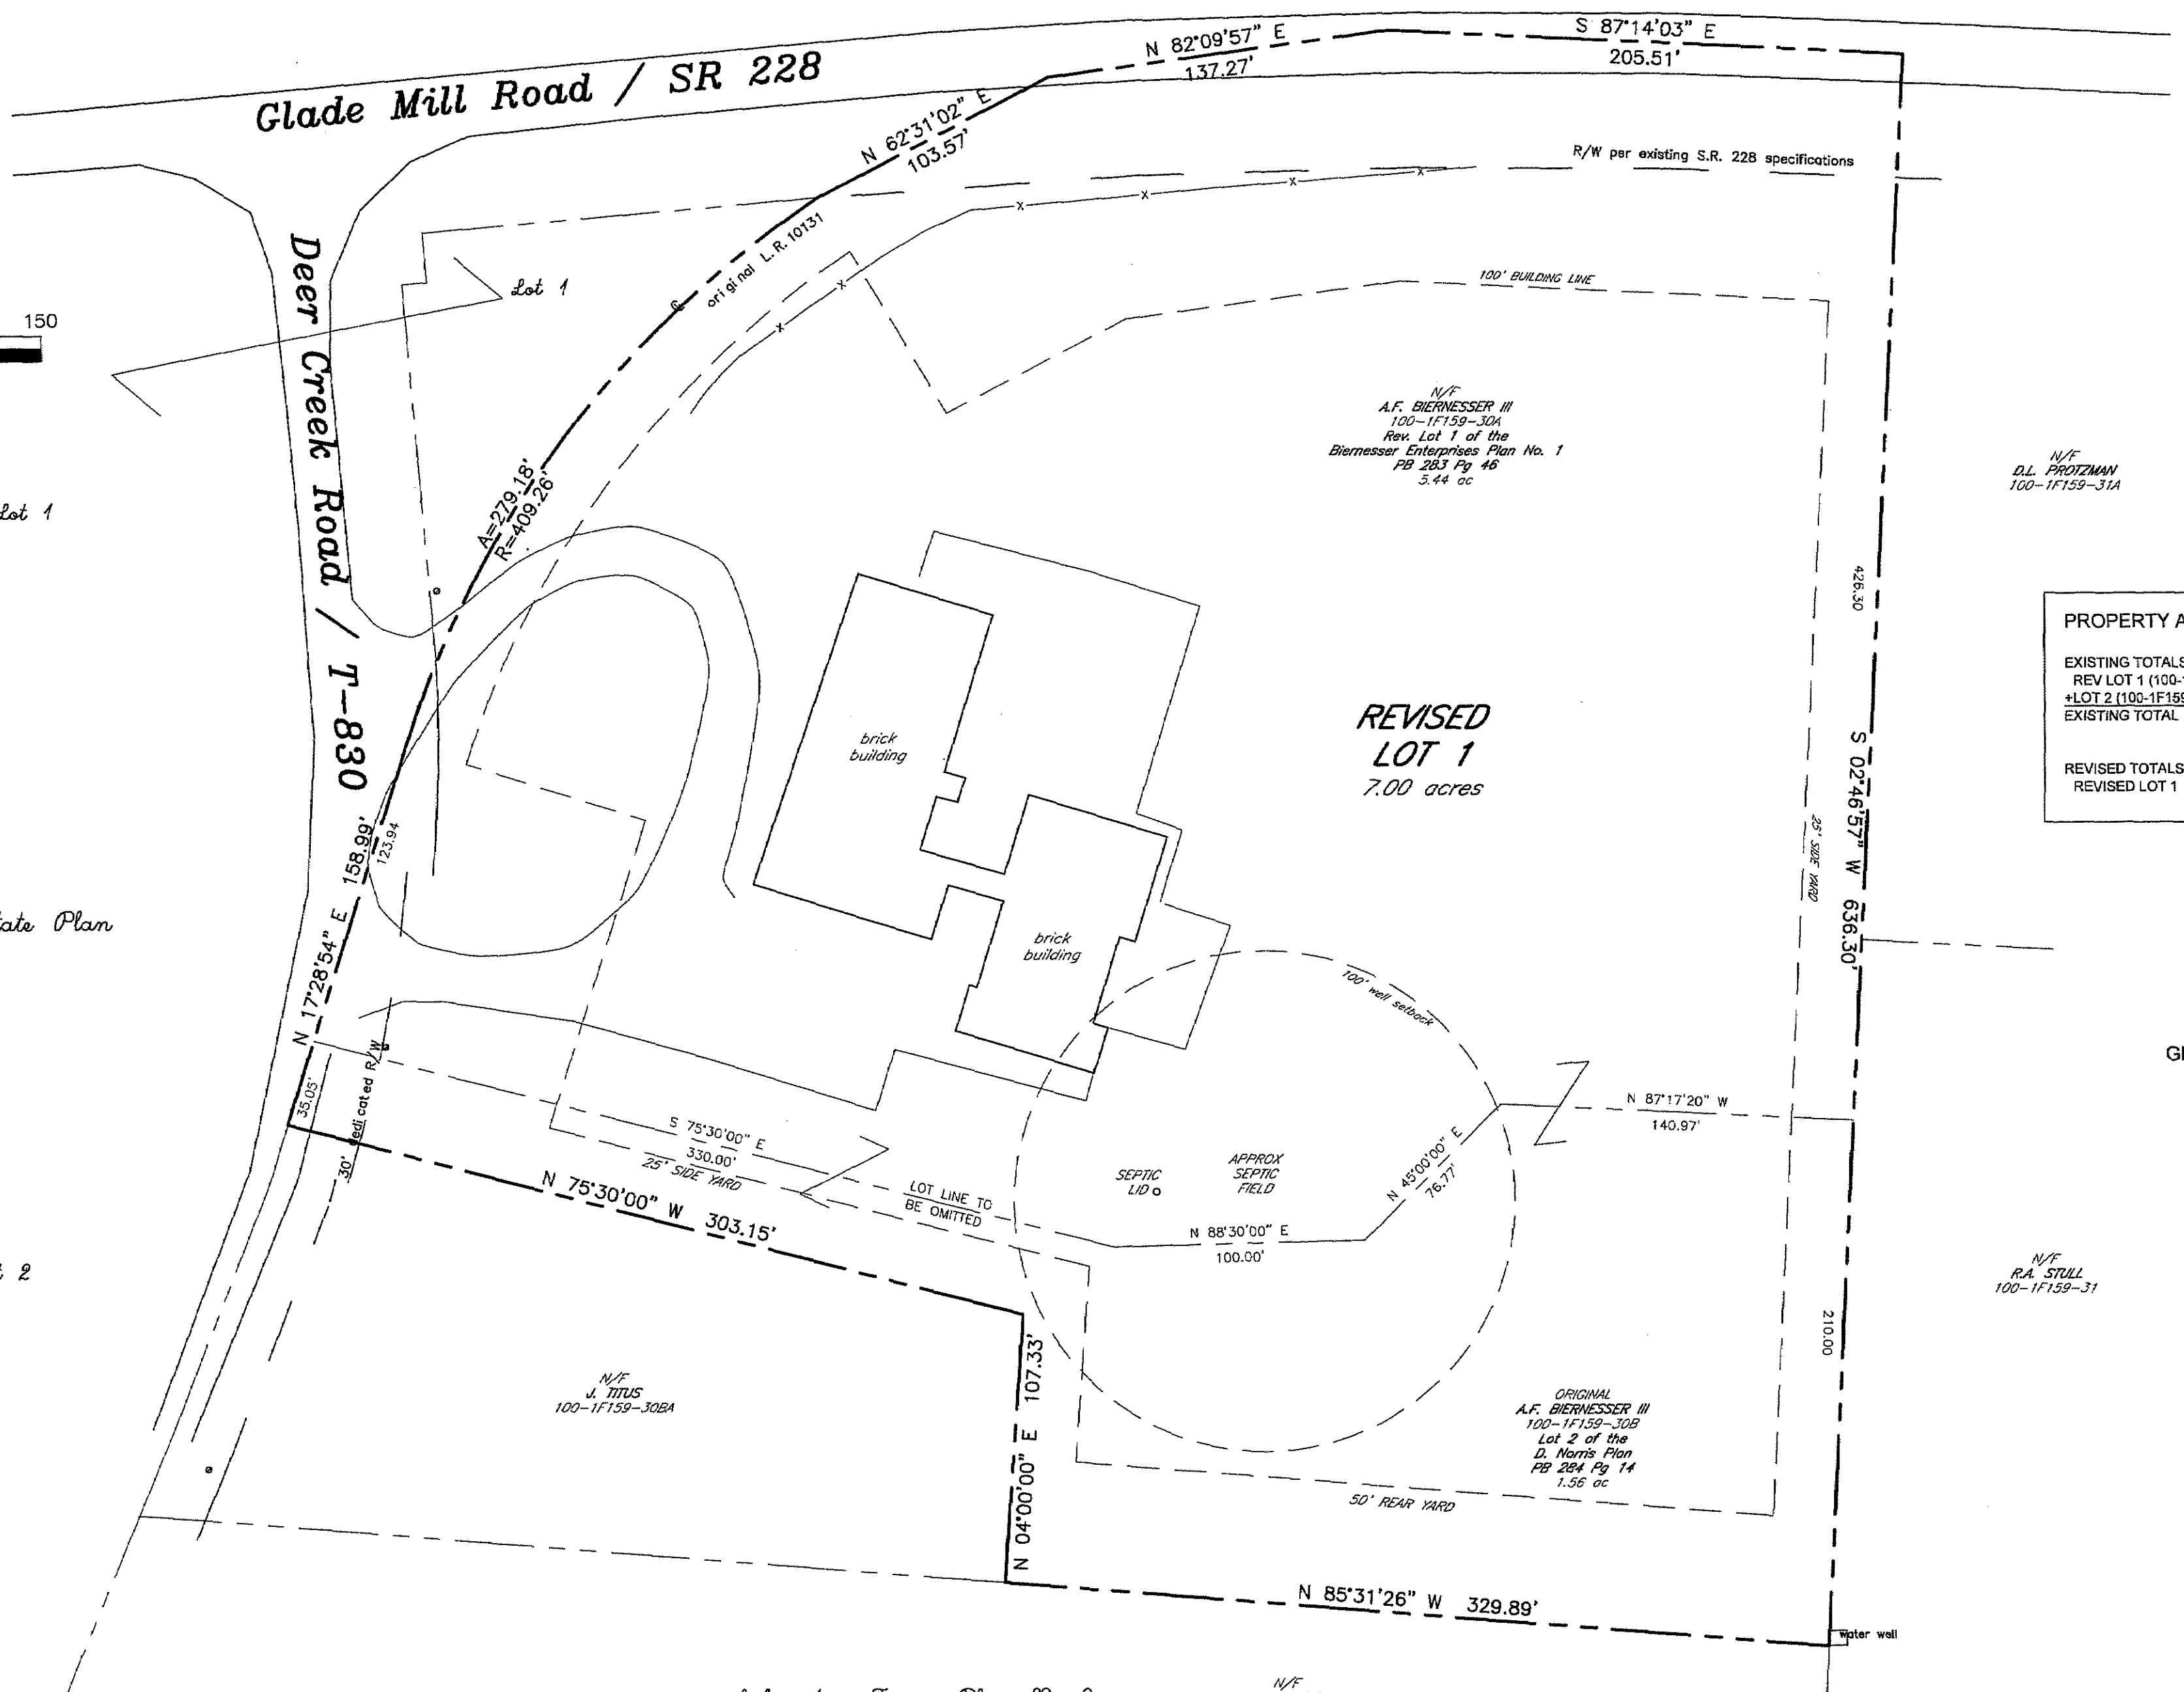 Glade Mill Road / SR 228
N 82°09'57" E
137.27'
S 87°14'03" E
205.51'
N 62°31'02" E
103.57'
R/W per existing S.R. 228 specifications
original L.R. 10131
Lot 1
100' BUILDING LINE
Deer Creek Road / T-830
150
A=279.18'
R=409.26'
N/F
A.F. BIERNESSER III
100-1F159-30A
Rev. Lot 1 of the
Biernesser Enterprises Plan No. 1
PB 283 Pg 46
5.44 ac
N/F
D.L. PROTZMAN
100-1F159-31A
Lot 1
426.30
PROPERTY A
EXISTING TOTALS
REV LOT 1 (100-
+LOT 2 (100-1F159
EXISTING TOTAL
REVISED TOTALS
REVISED LOT 1
REVISED
LOT 1
7.00 acres
brick
building
brick
building
S 02°46'57" W 636.30'
25' SIDE YARD
N 17°28'54" E 158.99'
123.94
tate Plan
100' well setback
35.05'
30' dedicated R/W
S 75°30'00" E
330.00'
25' SIDE YARD
N 75°30'00" W 303.15'
LOT LINE TO
BE OMITTED
SEPTIC
LID
APPROX
SEPTIC
FIELD
N 88°30'00" E
100.00'
N 45°00'00" E
76.77'
N 87°17'20" W
140.97'
Gl
t 2
N/F
R.A. STULL
100-1F159-31
210.00
N/F
J. TITUS
100-1F159-30BA
N 04°00'00" E 107.33'
ORIGINAL
A.F. BIERNESSER III
100-1F159-30B
Lot 2 of the
D. Norris Plan
PB 284 Pg 14
1.56 ac
50' REAR YARD
N 85°31'26" W 329.89'
water well
N/F